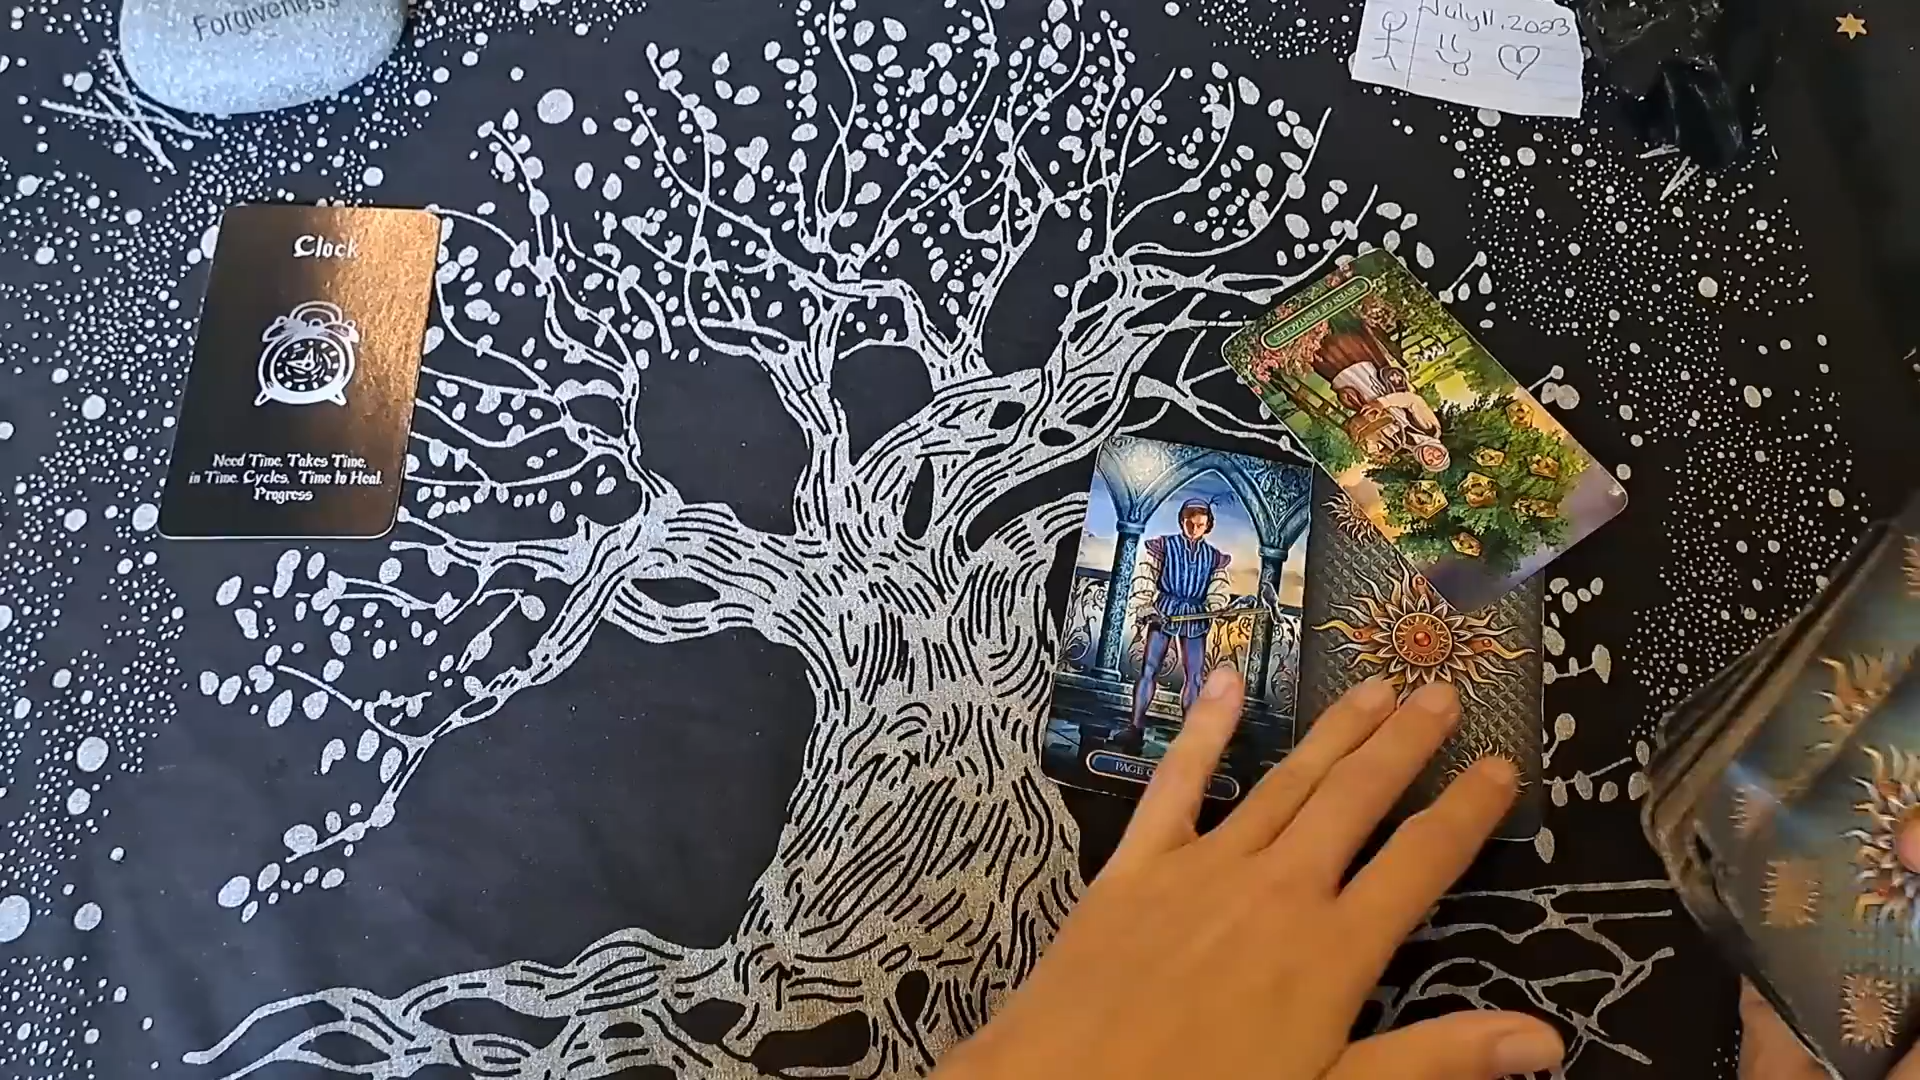 Forgiveness
July 11, 2023
Clock
Need Time, Takes Time,
in Time, Cycles, Time to Heal,
Progress
SEVEN OF PENTACLES
PAGE